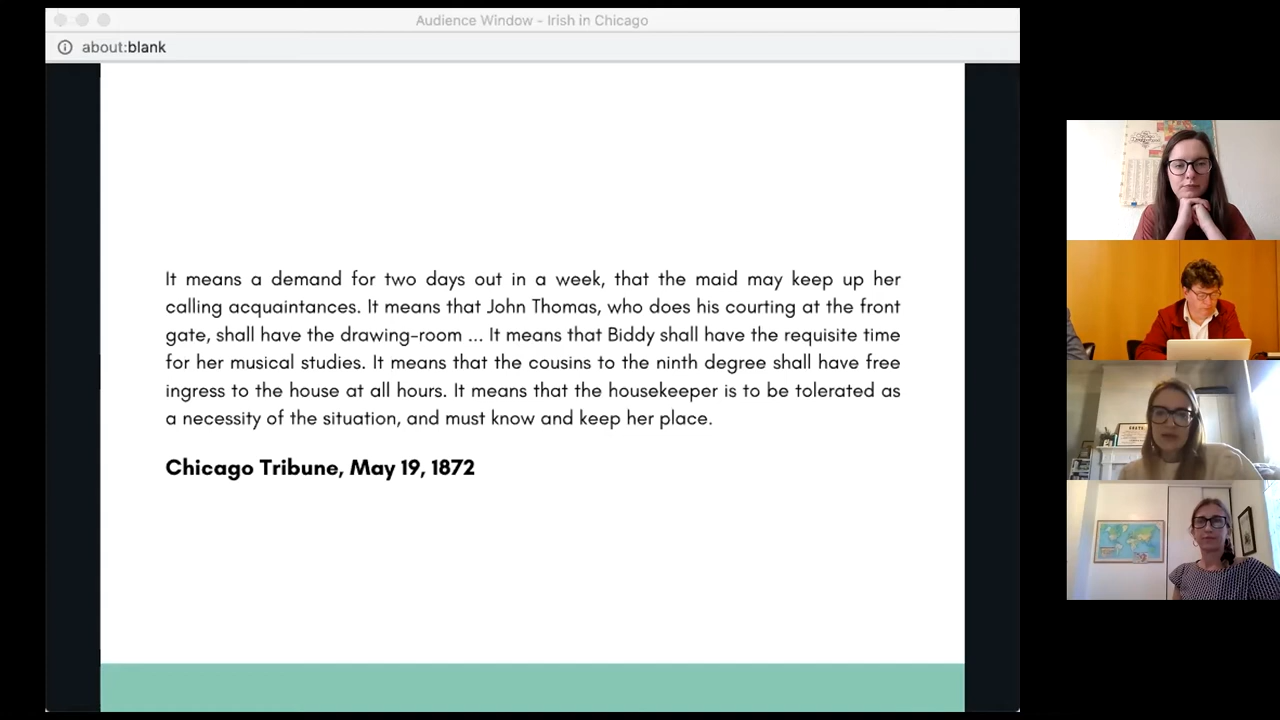 Audience Window - Irish in Chicago
about:blank
It means a demand for two days out in a week, that the maid may keep up her
calling acquaintances. It means that John Thomas, who does his courting at the front
gate, shall have the drawing-room ... It means that Biddy shall have the requisite time
for her musical studies. It means that the cousins to the ninth degree shall have free
ingress to the house at all hours. It means that the housekeeper is to be tolerated as
a necessity of the situation, and must know and keep her place.
Chicago Tribune, May 19, 1872